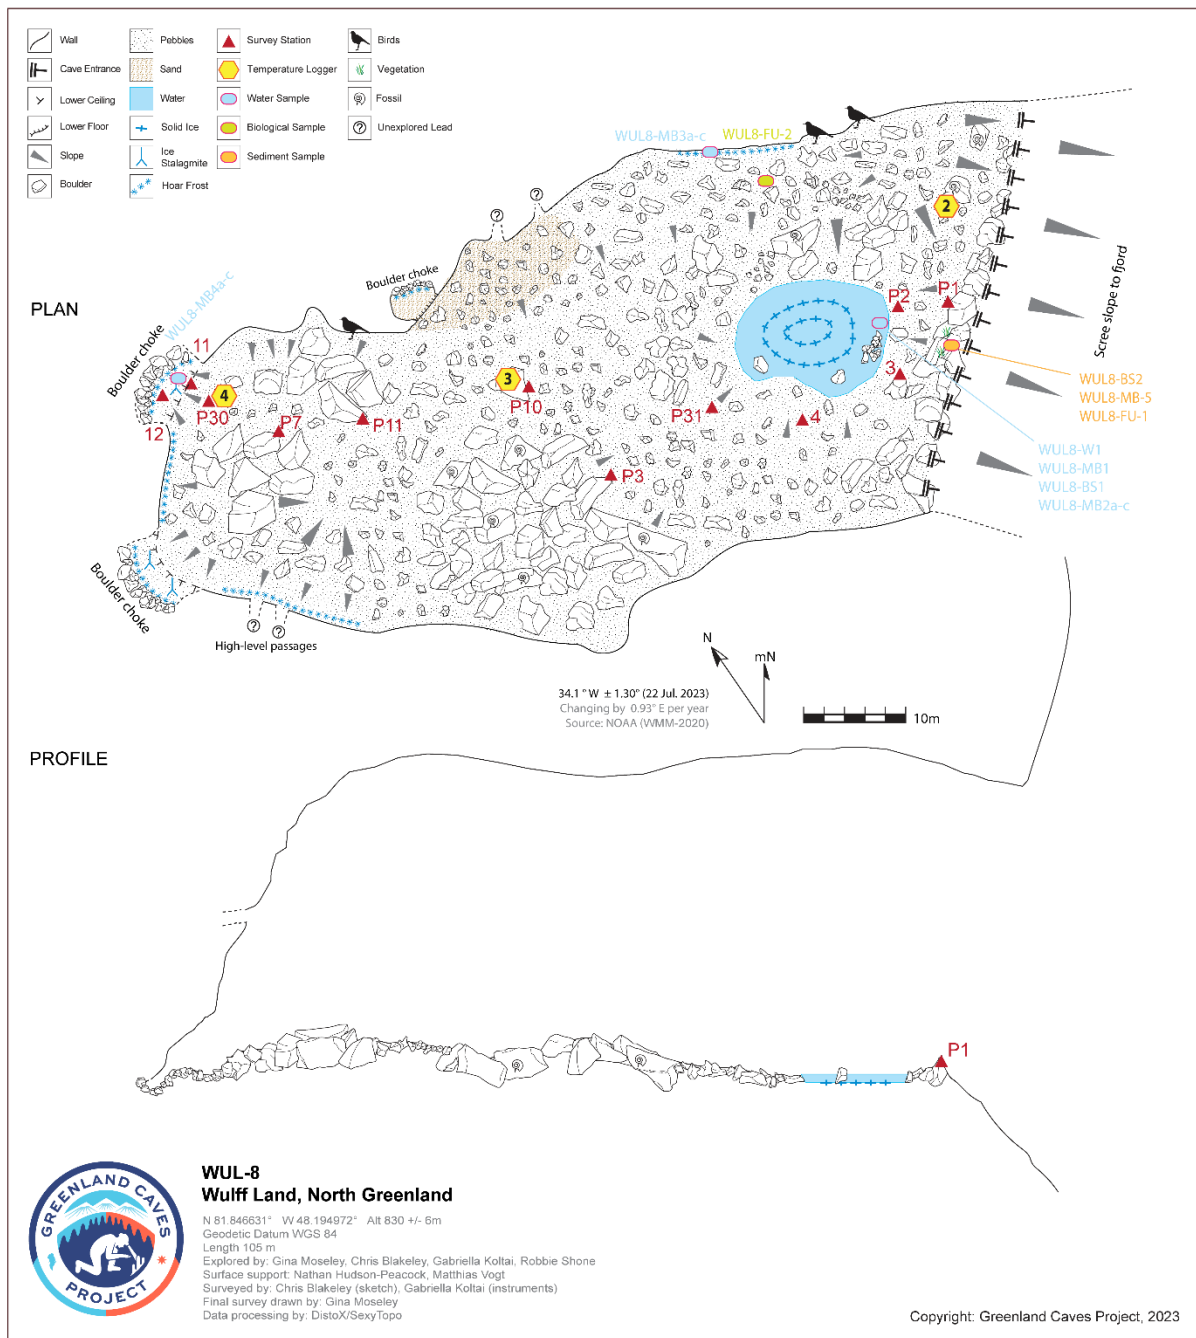 Wall
Pebbles
Survey Station
Birds
Cave Entrance
Sand
Temperature Logger
Vegetation
Lower Ceiling
Water
Water Sample
Fossil
Lower Floor
Solid Ice
Biological Sample
Unexplored Lead
Slope
Ice
Stalagmite
Sediment Sample
Boulder
Hoar Frost
WUL8-MB3a-c
WUL8-FU-2
2
Boulder choke
PLAN
WUL8-MB4a-c
P2
P1
Scree slope to fjord
Boulder choke
11
3
4
P30
12
P7
P11
P10
P31
4
3
WUL8-BS2
WUL8-MB-5
WUL8-FU-1
P3
WUL8-W1
WUL8-MB1
WUL8-BS1
WUL8-MB2a-c
Boulder choke
High-level passages
N
mN
34.1 ° W ± 1.30° (22 Jul. 2023)
Changing by 0.93° E per year
Source: NOAA (WMM-2020)
10m
PROFILE
P1
GREENLAND CAVES
PROJECT
WUL-8
Wulff Land, North Greenland
N 81.846631° W 48.194972° Alt 830 +/- 6m
Geodetic Datum WGS 84
Length 105 m
Explored by: Gina Moseley, Chris Blakeley, Gabriella Koltai, Robbie Shone
Surface support: Nathan Hudson-Peacock, Matthias Vogt
Surveyed by: Chris Blakeley (sketch), Gabriella Koltai (instruments)
Final survey drawn by: Gina Moseley
Data processing by: DistoX/SexyTopo
Copyright: Greenland Caves Project, 2023